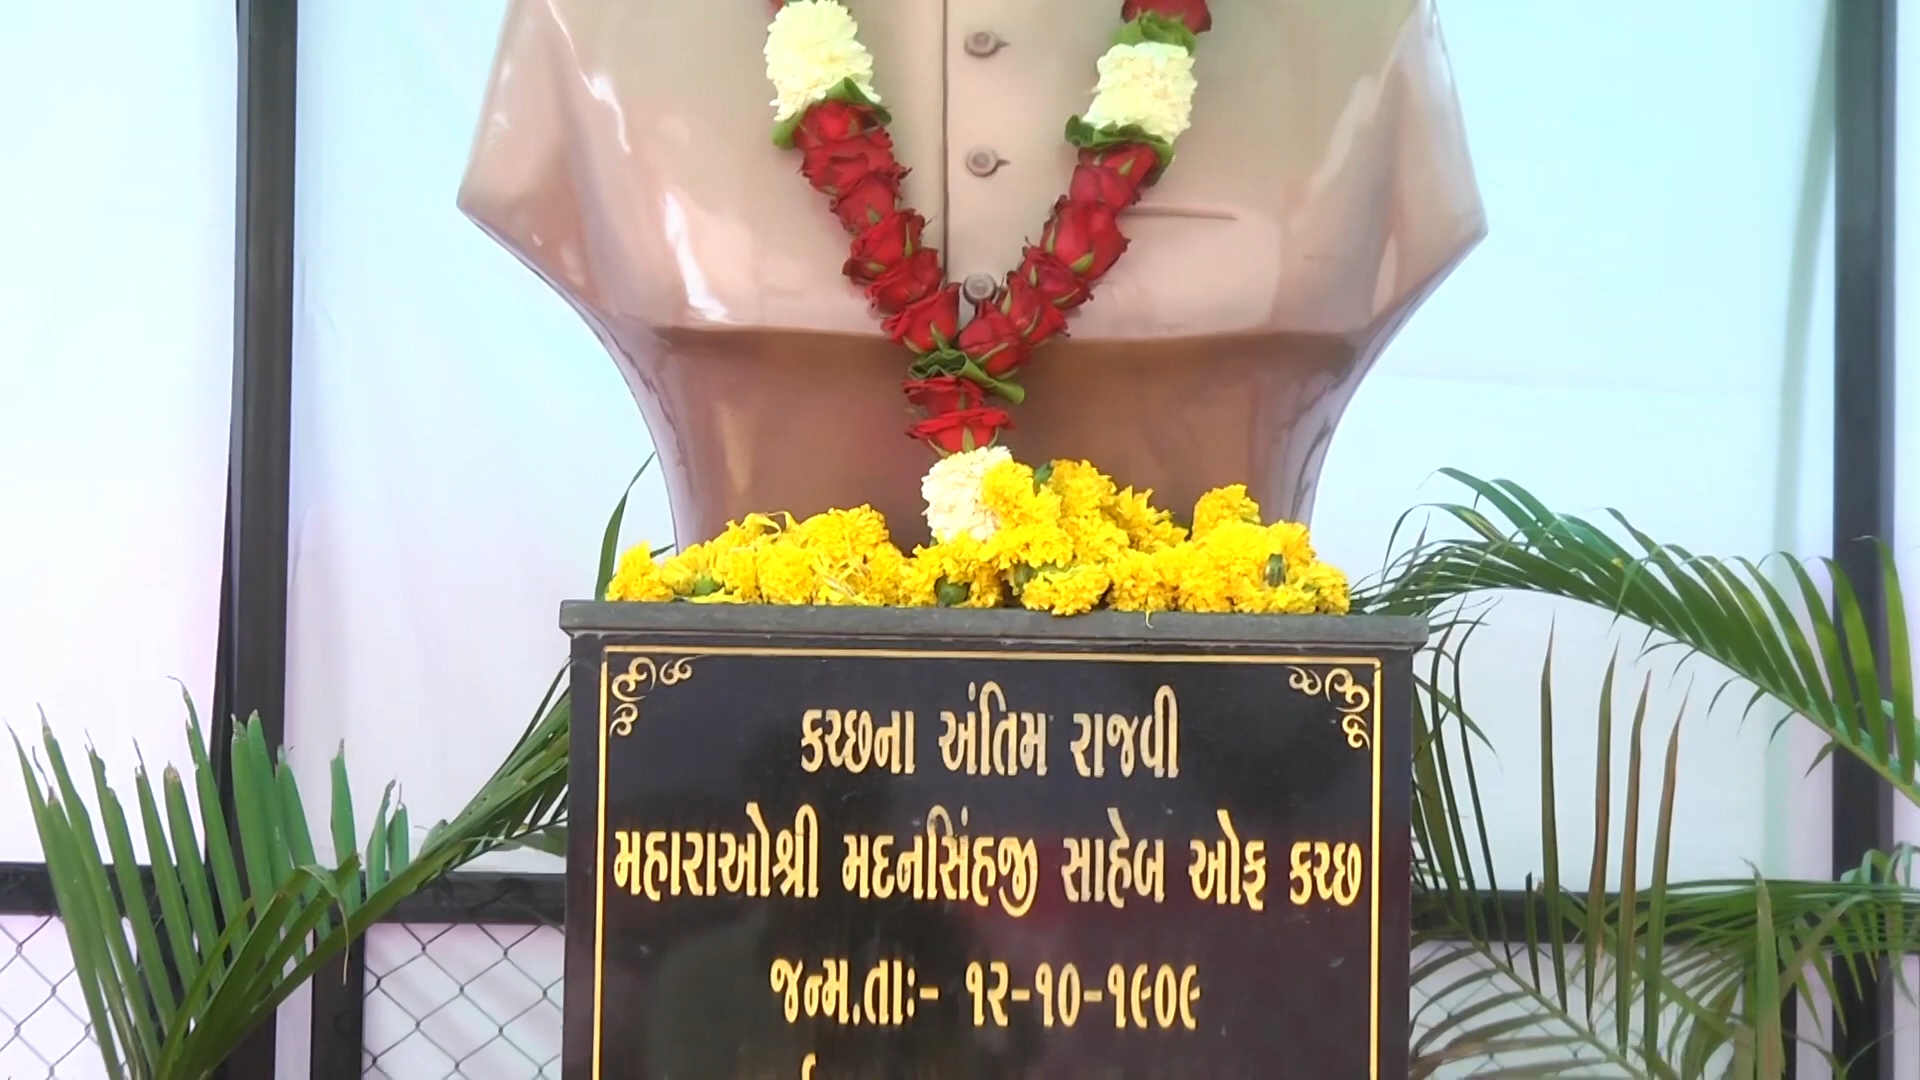 કચ્છના અંતિમ રાજવી
મહારાઓશ્રી મદનસિંહજી સાહેબ ઓફ કચ્છ
જન્મ.તાઃ- ૧૨-૧૦-૧૯૦૯